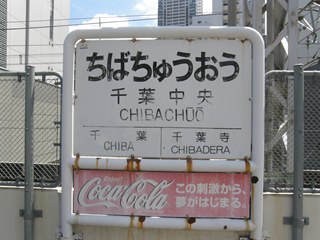 ちばちゅうおう
千葉中央
CHIBACHŪŌ
千葉 千葉寺
CHIBA CHIBADERA
Coca-Cola この刺激から、
夢がはじまる。